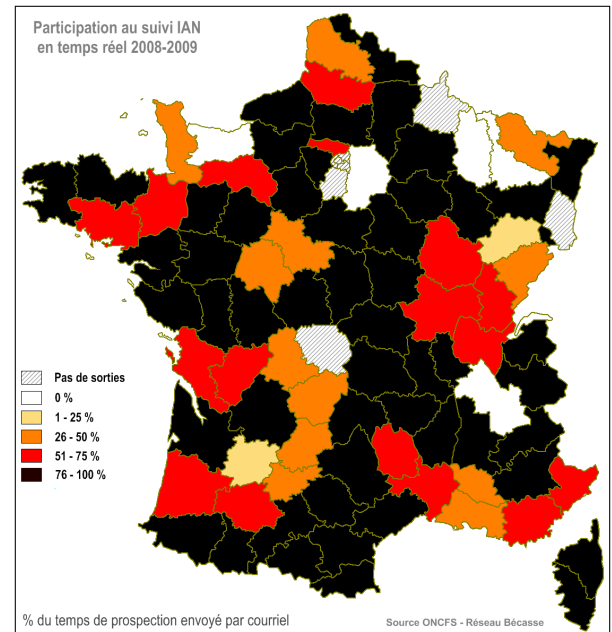 Participation au suivi IAN
en temps réel 2008-2009
Pas de sorties
0 %
1 - 25 %
26 - 50 %
51 - 75 %
76 - 100 %
% du temps de prospection envoyé par courriel
Source ONCFS - Réseau Bécasse